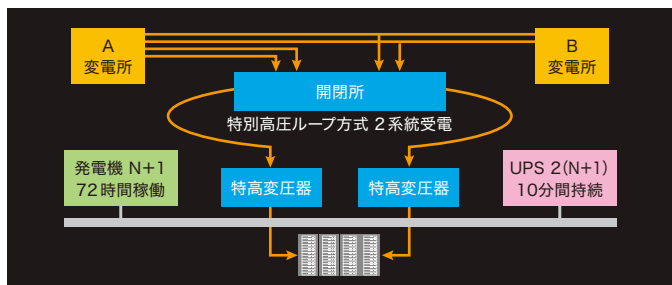 A
変電所
B
変電所
開閉所
特別高圧ループ方式 2系統受電
発電機 N+1
72時間稼働
特高変圧器
特高変圧器
UPS 2(N+1)
10分間持続